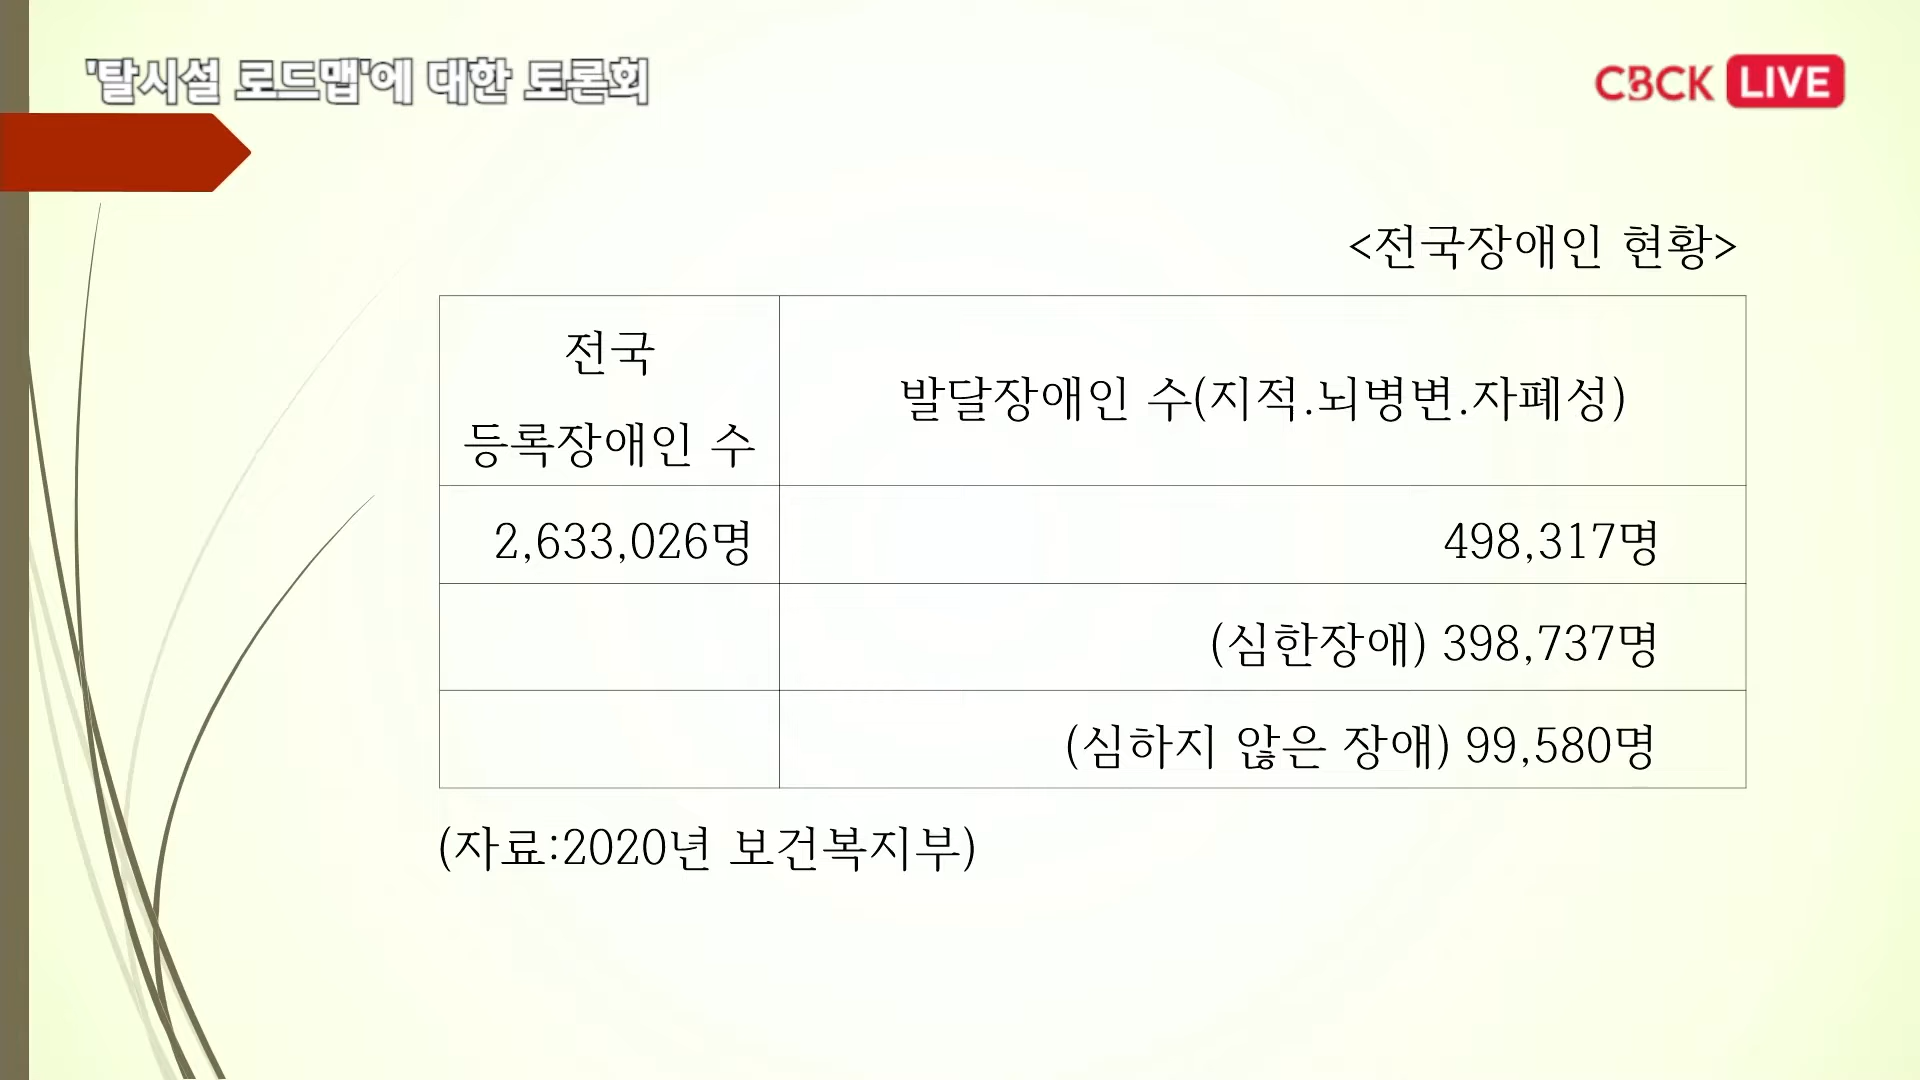 '탈시설 로드맵'에 대한 토론회
CBCK LIVE
<전국장애인 현황>
전국
등록장애인 수
발달장애인 수(지적.뇌병변.자폐성)
2,633,026명
498,317명
(심한장애) 398,737명
(심하지 않은 장애) 99,580명
(자료:2020년 보건복지부)